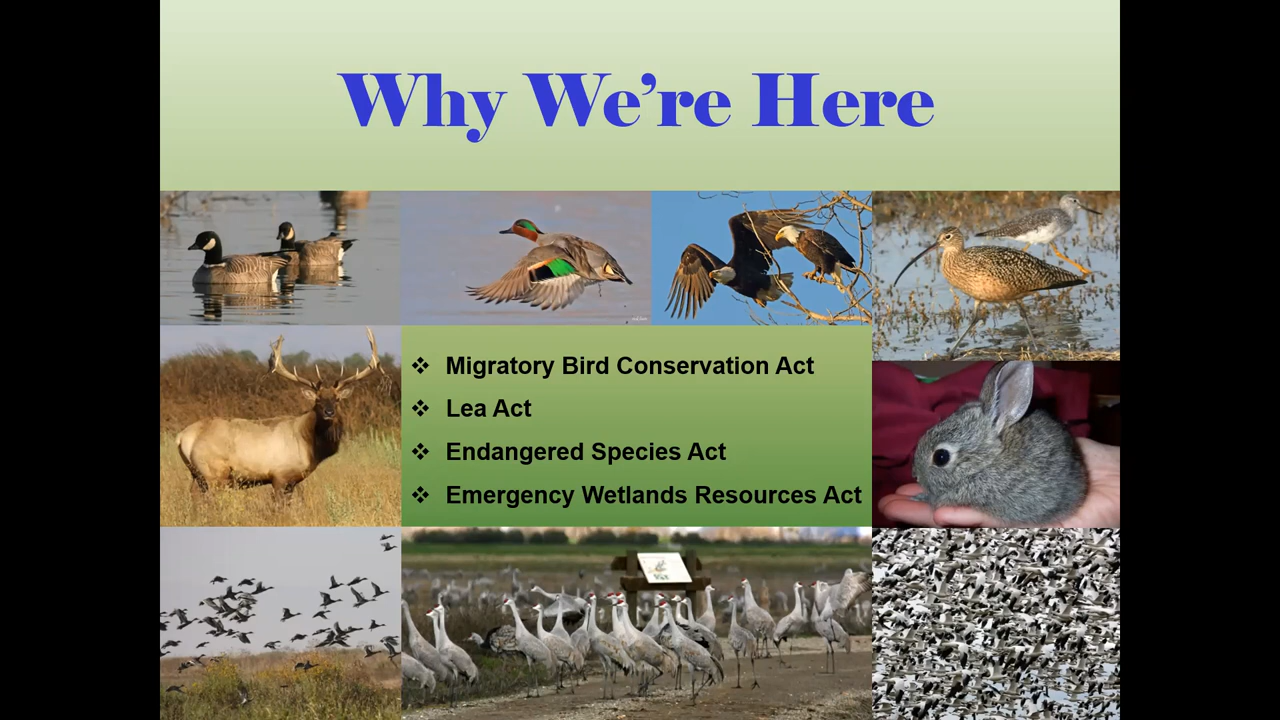 Why We’re Here
❖ Migratory Bird Conservation Act
❖ Lea Act
❖ Endangered Species Act
❖ Emergency Wetlands Resources Act